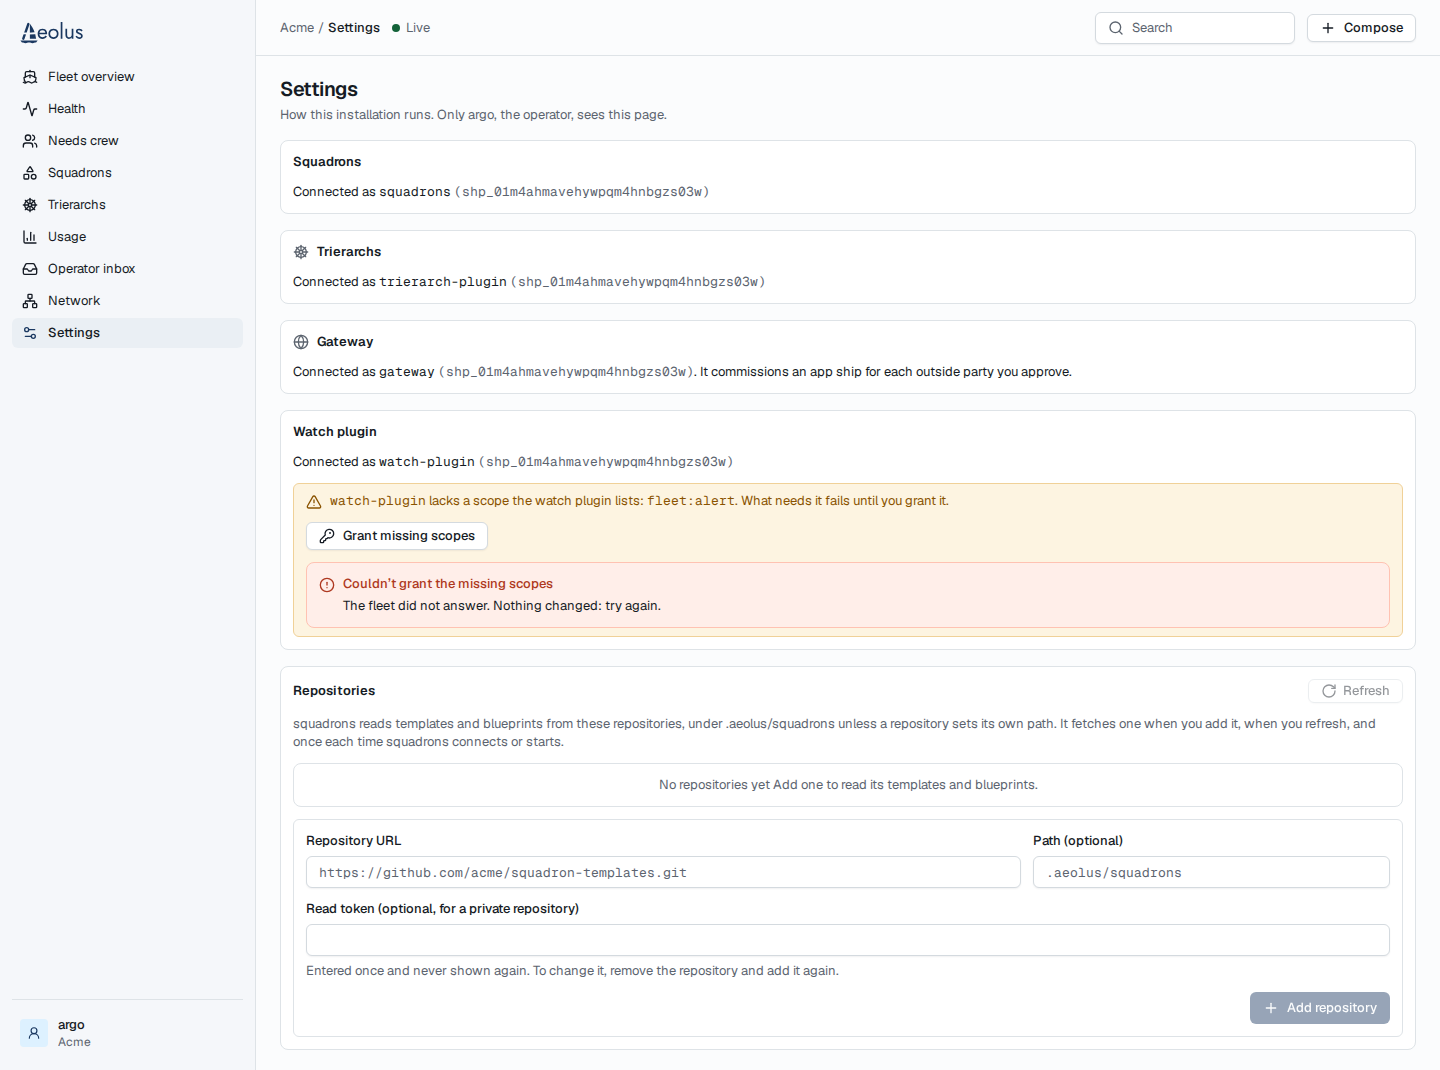 Aeolus
Fleet overview
Health
Needs crew
Squadrons
Trierarchs
Usage
Operator inbox
Network
Settings
argo
Acme
Acme / Settings Live
Search
Compose
Settings
How this installation runs. Only argo, the operator, sees this page.
Squadrons
Connected as squadrons (shp_01m4ahmavehywpqm4hnbgzs03w)
Trierarchs
Connected as trierarch-plugin (shp_01m4ahmavehywpqm4hnbgzs03w)
Gateway
Connected as gateway (shp_01m4ahmavehywpqm4hnbgzs03w). It commissions an app ship for each outside party you approve.
Watch plugin
Connected as watch-plugin (shp_01m4ahmavehywpqm4hnbgzs03w)
watch-plugin lacks a scope the watch plugin lists: fleet:alert. What needs it fails until you grant it.
Grant missing scopes
Couldn't grant the missing scopes
The fleet did not answer. Nothing changed: try again.
Repositories
Refresh
squadrons reads templates and blueprints from these repositories, under .aeolus/squadrons unless a repository sets its own path. It fetches one when you add it, when you refresh, and
once each time squadrons connects or starts.
No repositories yet Add one to read its templates and blueprints.
Repository URL
Path (optional)
https://github.com/acme/squadron-templates.git
.aeolus/squadrons
Read token (optional, for a private repository)
Entered once and never shown again. To change it, remove the repository and add it again.
Add repository